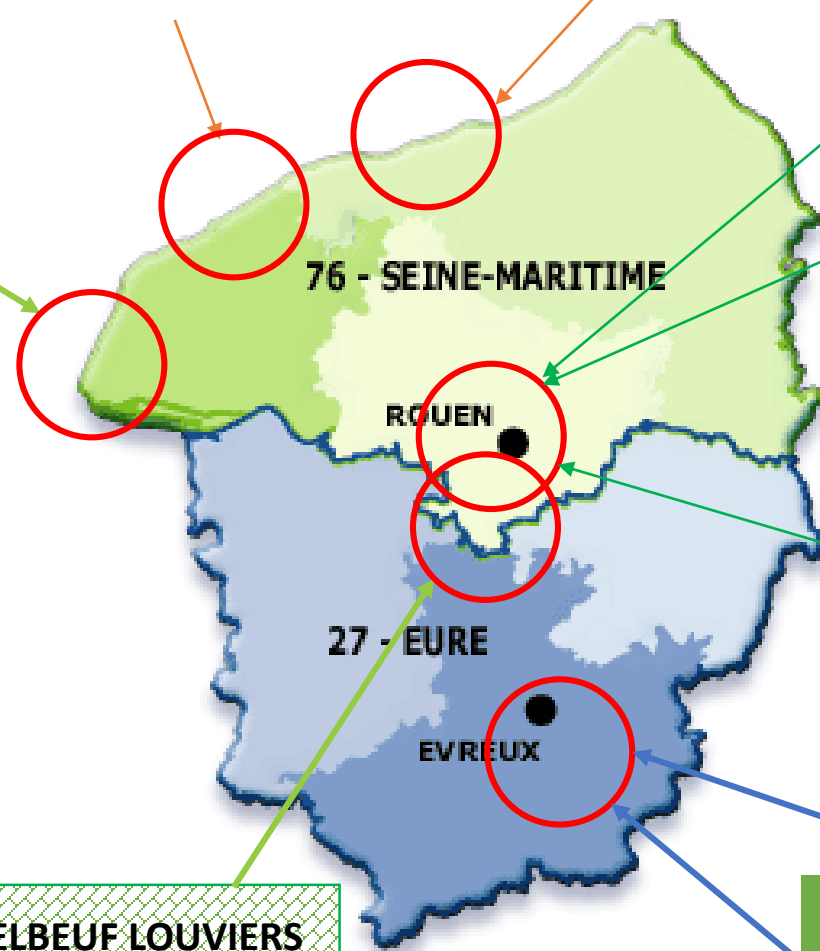 76 - SEINE-MARITIME
ROUEN
27 - EURE
EVREUX
ELBEUF LOUVIERS